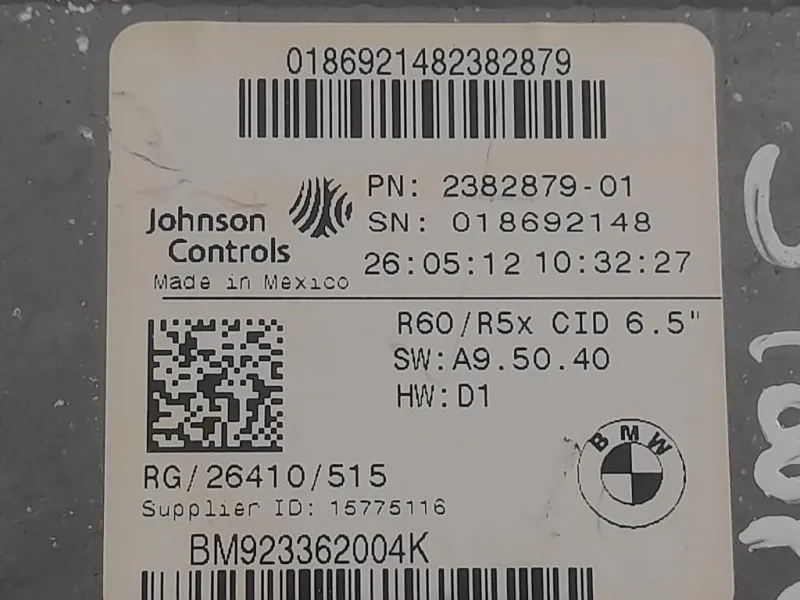 0186921482382879
PN: 2382879-01
Johnson
SN: 018692148
Controls
26:05:12 10:32:27
Made in Mexico
R60/R5x CID 6.5"
SW:A9.50.40
HW:D1
BMW
RG/26410/515
Supplier ID: 15775116
BM923362004K